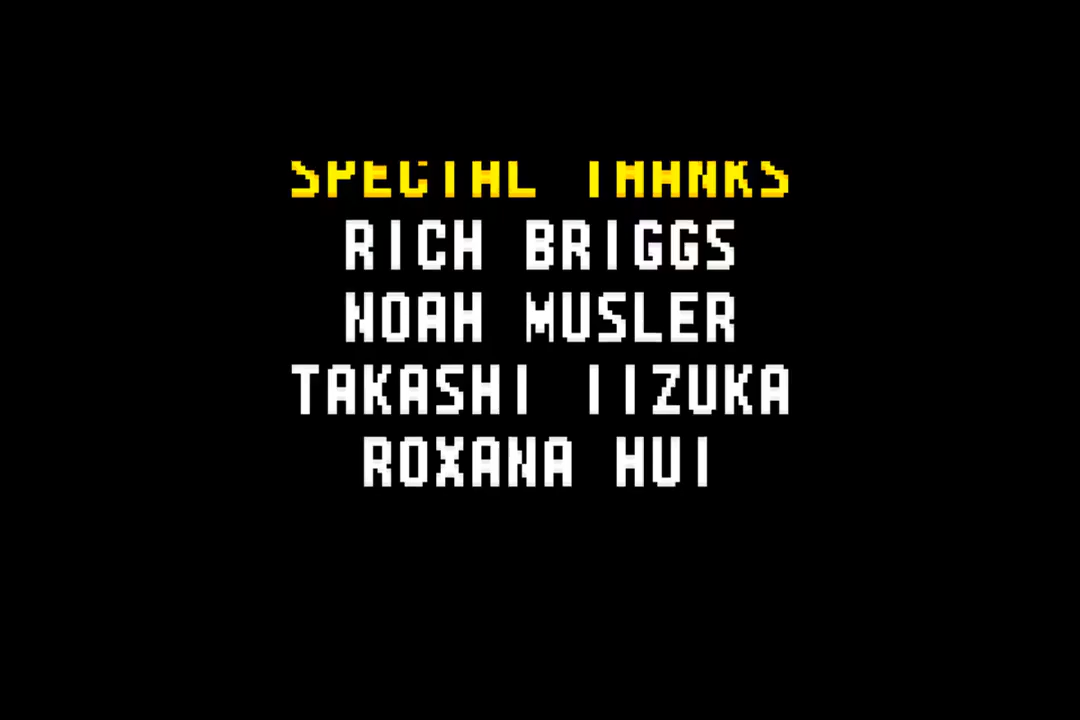 SPECIAL THANKS
RICH BRIGGS
NOAH MUSLER
TAKASHI IIZUKA
ROXANA HUI